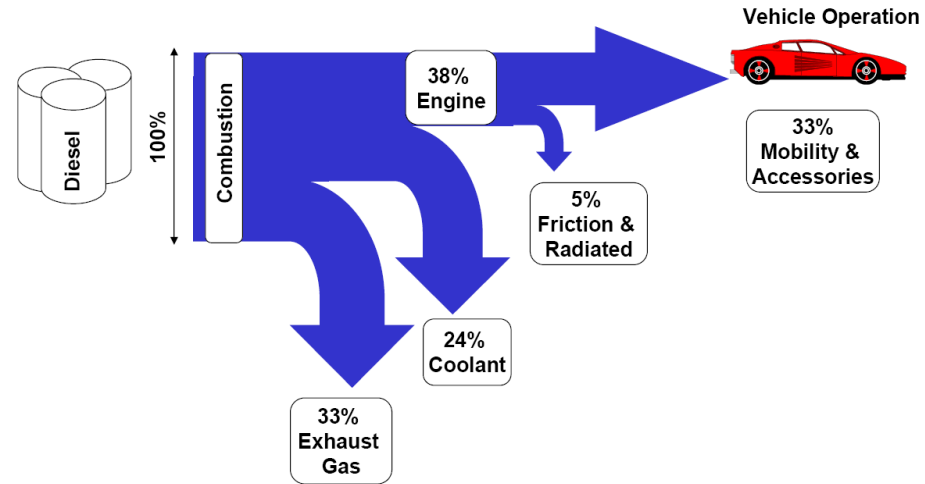 Vehicle Operation
Diesel
100%
Combustion
38%
Engine
33%
Mobility &
Accessories
5%
Friction &
Radiated
24%
Coolant
33%
Exhaust
Gas